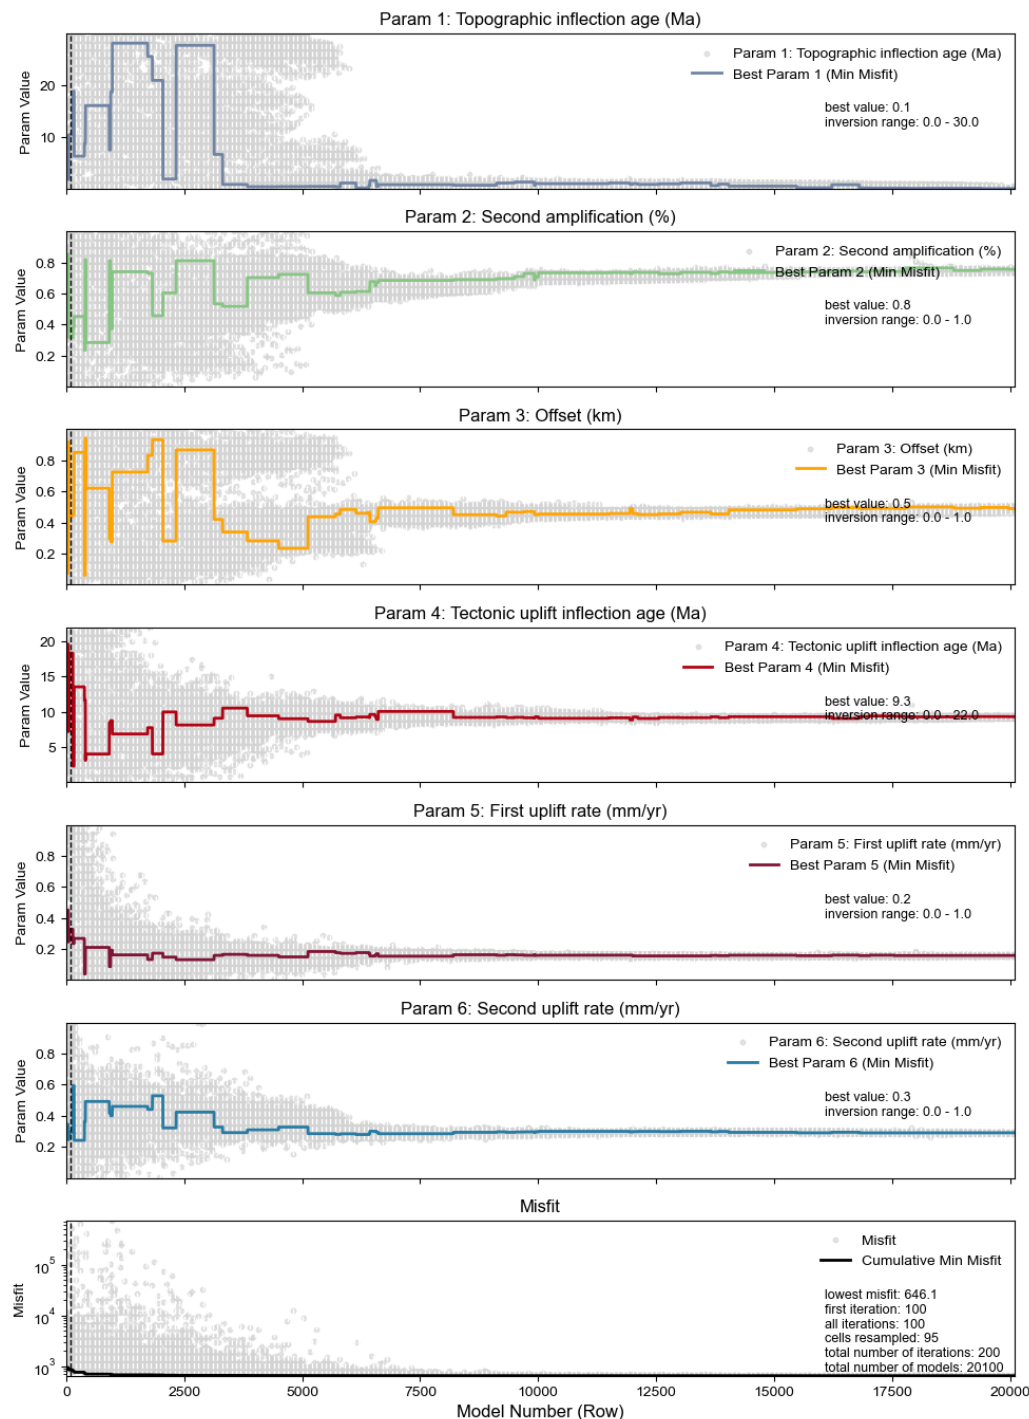 Param 1: Topographic inflection age (Ma)
Param Value
20
10
Param 1: Topographic inflection age (Ma)
Best Param 1 (Min Misfit)
best value: 0.1
inversion range: 0.0 - 30.0
Param 2: Second amplification (%)
Param Value
0.8
0.6
0.4
0.2
Param 2: Second amplification (%)
Best Param 2 (Min Misfit)
best value: 0.8
inversion range: 0.0 - 1.0
Param 3: Offset (km)
Param Value
0.8
0.6
0.4
0.2
Param 3: Offset (km)
Best Param 3 (Min Misfit)
best value: 0.5
inversion range: 0.0 - 1.0
Param 4: Tectonic uplift inflection age (Ma)
Param Value
20
15
10
5
Param 4: Tectonic uplift inflection age (Ma)
Best Param 4 (Min Misfit)
best value: 9.3
inversion range: 0.0 - 22.0
Param 5: First uplift rate (mm/yr)
Param Value
0.8
0.6
0.4
0.2
Param 5: First uplift rate (mm/yr)
Best Param 5 (Min Misfit)
best value: 0.2
inversion range: 0.0 - 1.0
Param 6: Second uplift rate (mm/yr)
Param Value
0.8
0.6
0.4
0.2
Param 6: Second uplift rate (mm/yr)
Best Param 6 (Min Misfit)
best value: 0.3
inversion range: 0.0 - 1.0
Misfit
Misfit
10^5
10^4
10^3
Misfit
Cumulative Min Misfit
lowest misfit: 646.1
first iteration: 100
all iterations: 100
cells resampled: 95
total number of iterations: 200
total number of models: 20100
0 2500 5000 7500 10000 12500 15000 17500 20000
Model Number (Row)